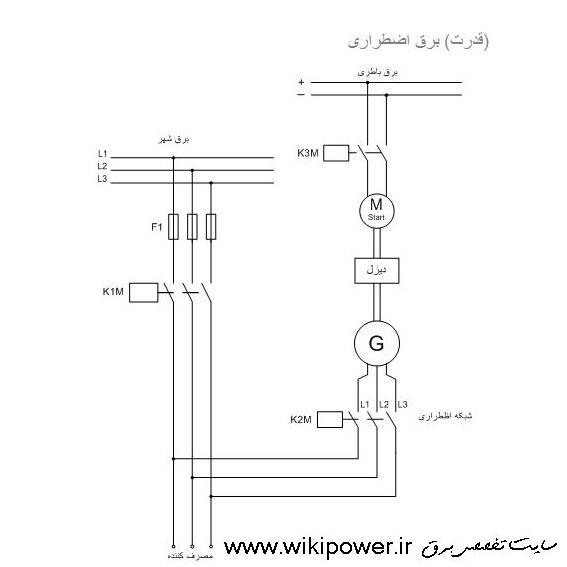 (قدرت) برق اضطراری
برق باطری
+
–
برق شهر
L1
L2
L3
K3M
M
Start
F1
دیزل
K1M
G
L1 L2 L3
K2M
شبکه اظطراری
مصرف کننده
سایت تخصصی برق www.wikipower.ir